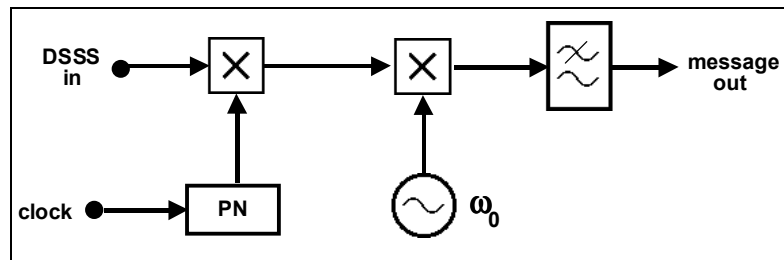 DSSS
in
message
out
clock
PN
ω0